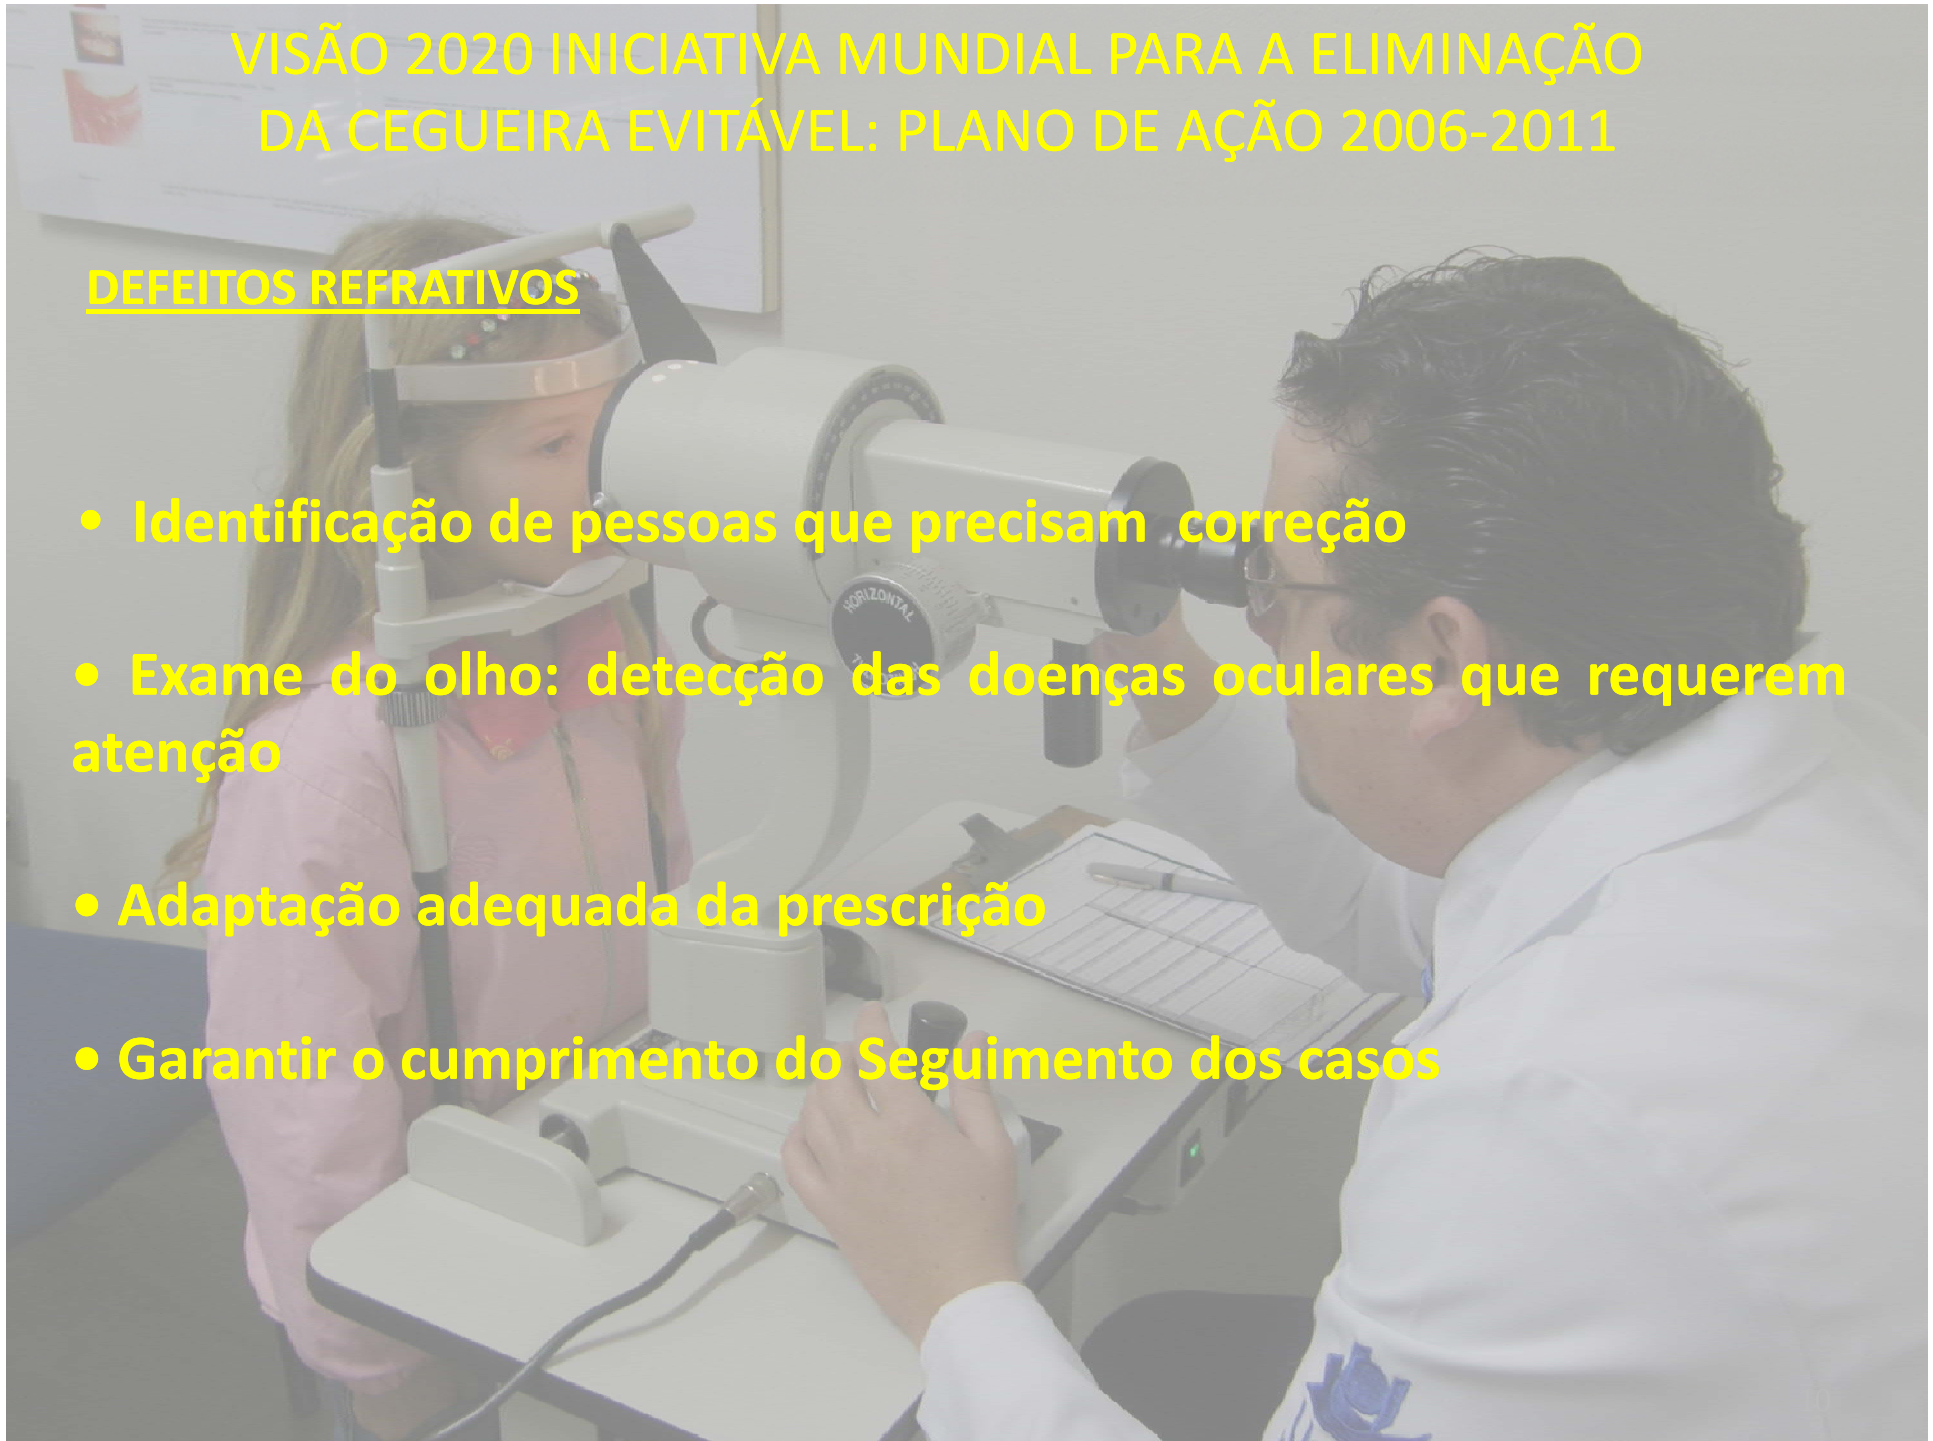 VISÃO 2020 INICIATIVA MUNDIAL PARA A ELIMINAÇÃO
DA CEGUEIRA EVITÁVEL: PLANO DE AÇÃO 2006-2011
DEFEITOS REFRATIVOS
• Identificação de pessoas que precisam  correção
HORIZONTAL
• Exame do olho: detecção das doenças oculares que requerem
atenção
• Adaptação adequada da prescrição
• Garantir o cumprimento do Seguimento dos casos